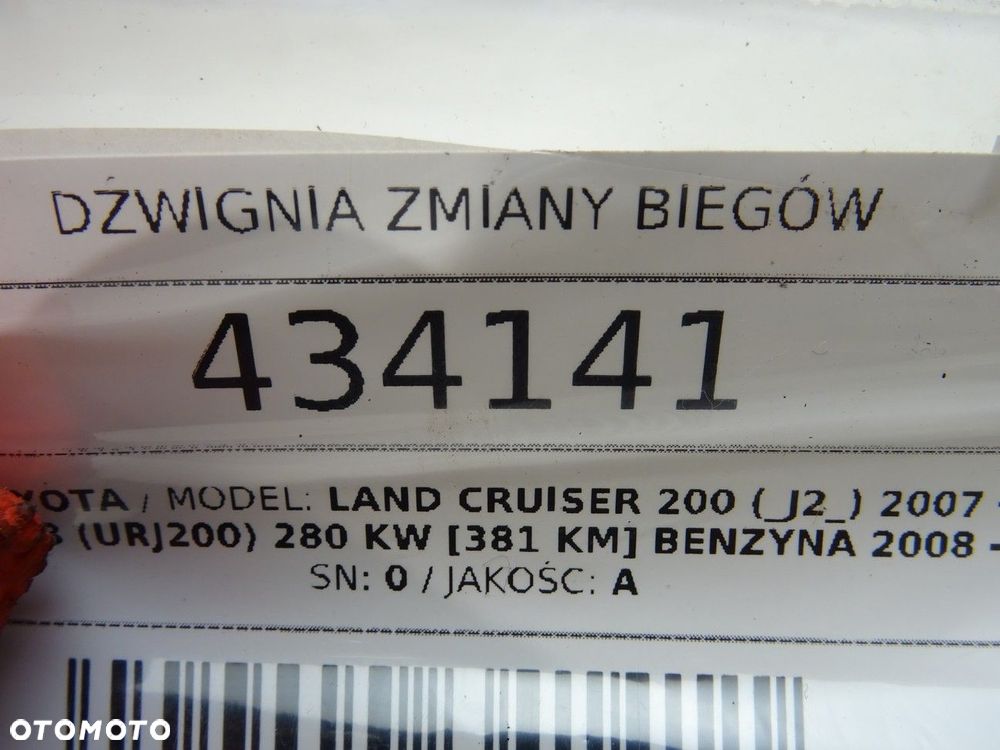 DŹWIGNIA ZMIANY BIEGÓW
434141
YOTA / MODEL: LAND CRUISER 200 (_J2_) 2007 -
(URJ200) 280 KW [381 KM] BENZYNA 2008 -
SN: 0 / JAKOŚC: A
OTOMOTO